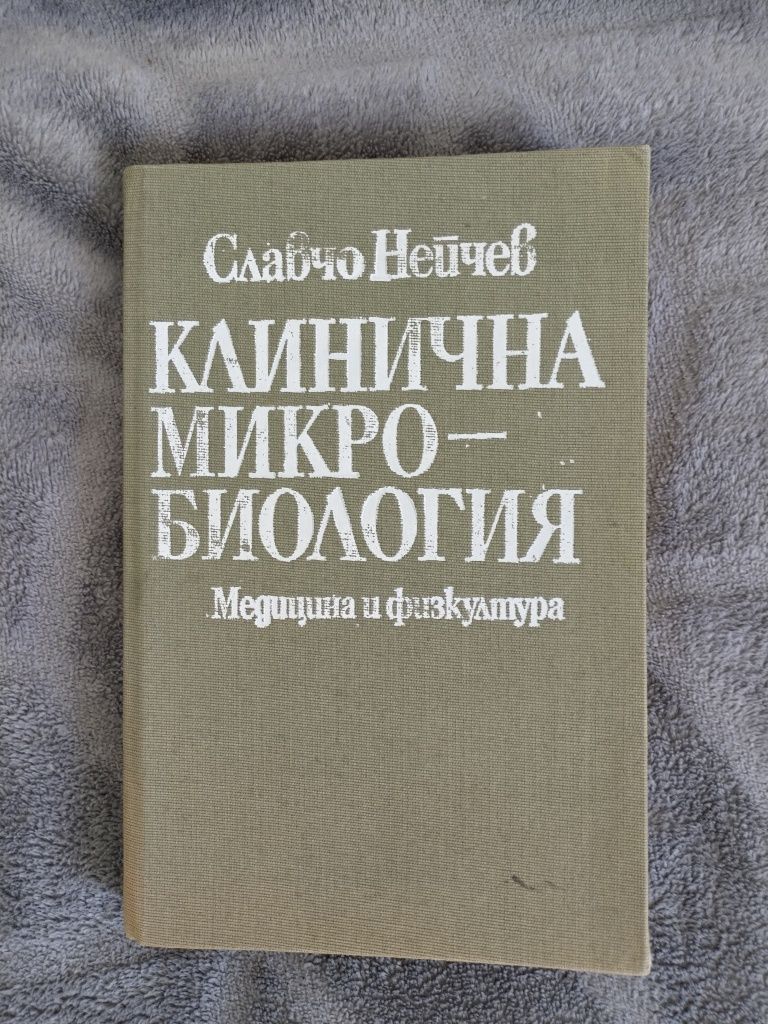 Славчо Нейчев
КЛИНИЧНА
МИКРО-
БИОЛОГИЯ
Медицина и физкултура